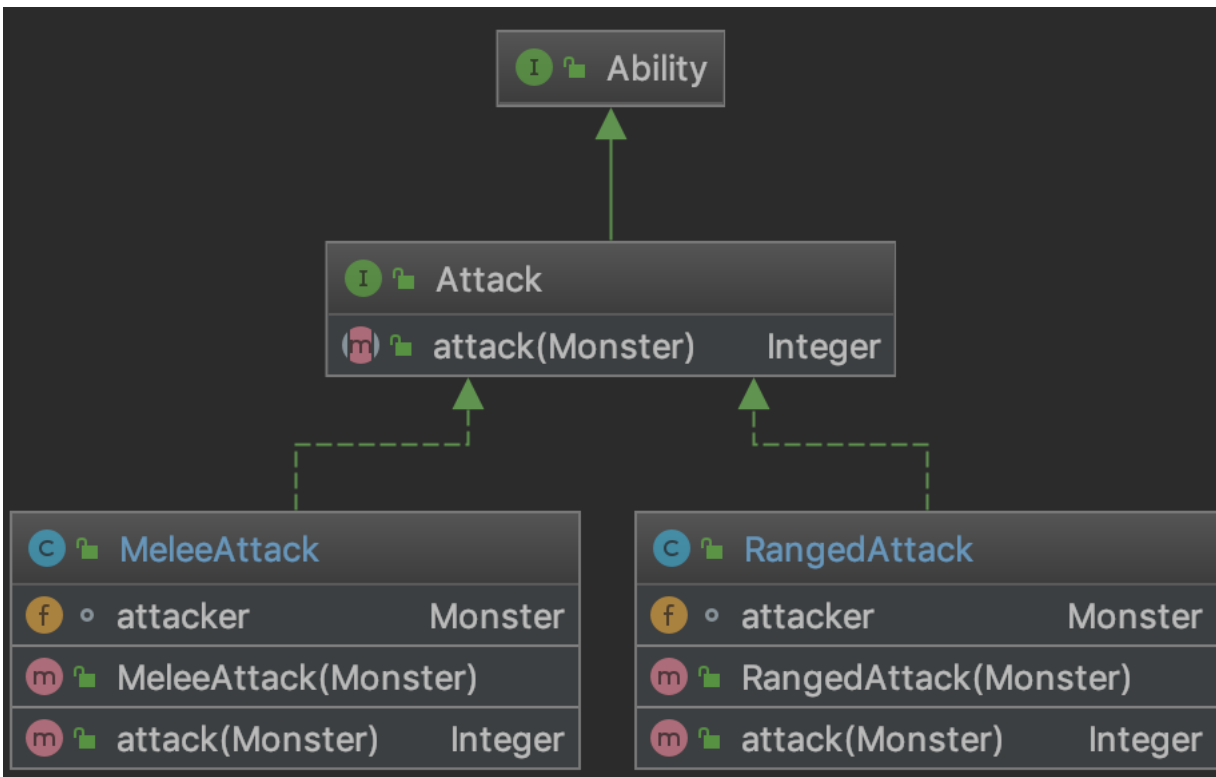 I Ability
I Attack
m attack(Monster) Integer
C MeleeAttack
f attacker Monster
m MeleeAttack(Monster)
m attack(Monster) Integer
C RangedAttack
f attacker Monster
m RangedAttack(Monster)
m attack(Monster) Integer